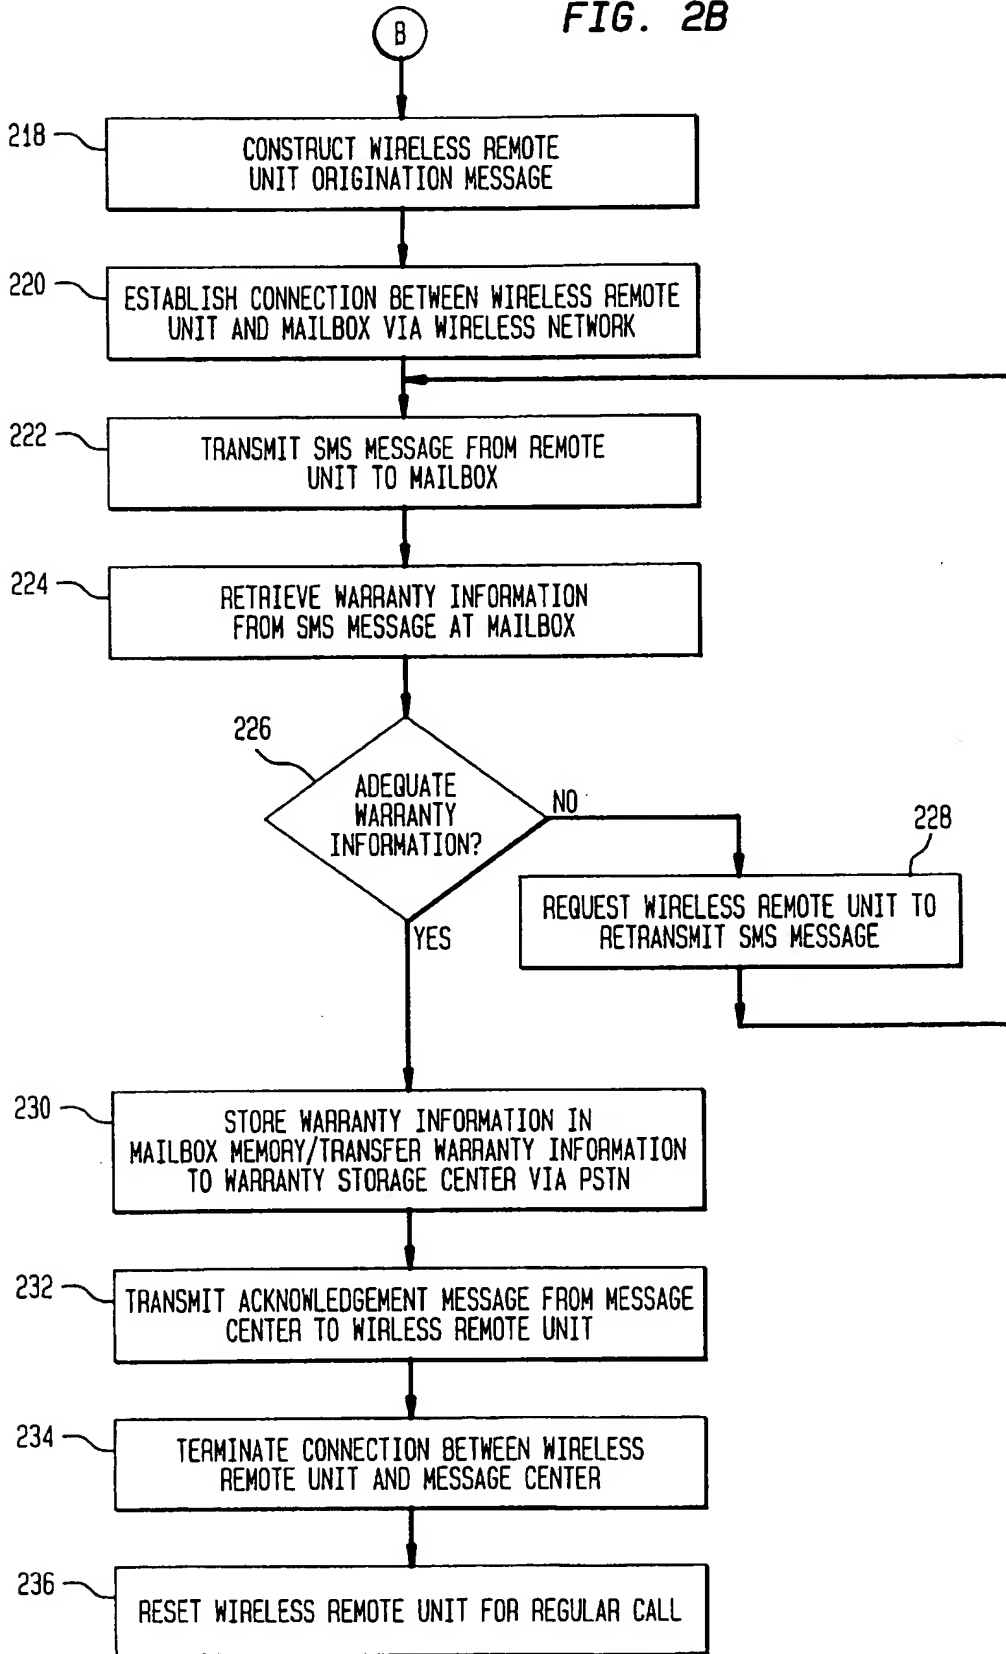 FIG. 2B
B
218
CONSTRUCT WIRELESS REMOTE
UNIT ORIGINATION MESSAGE
220
ESTABLISH CONNECTION BETWEEN WIRELESS REMOTE
UNIT AND MAILBOX VIA WIRELESS NETWORK
222
TRANSMIT SMS MESSAGE FROM REMOTE
UNIT TO MAILBOX
224
RETRIEVE WARRANTY INFORMATION
FROM SMS MESSAGE AT MAILBOX
226
ADEQUATE
WARRANTY
INFORMATION?
NO
YES
228
REQUEST WIRELESS REMOTE UNIT TO
RETRANSMIT SMS MESSAGE
230
STORE WARRANTY INFORMATION IN
MAILBOX MEMORY/TRANSFER WARRANTY INFORMATION
TO WARRANTY STORAGE CENTER VIA PSTN
232
TRANSMIT ACKNOWLEDGEMENT MESSAGE FROM MESSAGE
CENTER TO WIRLESS REMOTE UNIT
234
TERMINATE CONNECTION BETWEEN WIRELESS
REMOTE UNIT AND MESSAGE CENTER
236
RESET WIRELESS REMOTE UNIT FOR REGULAR CALL